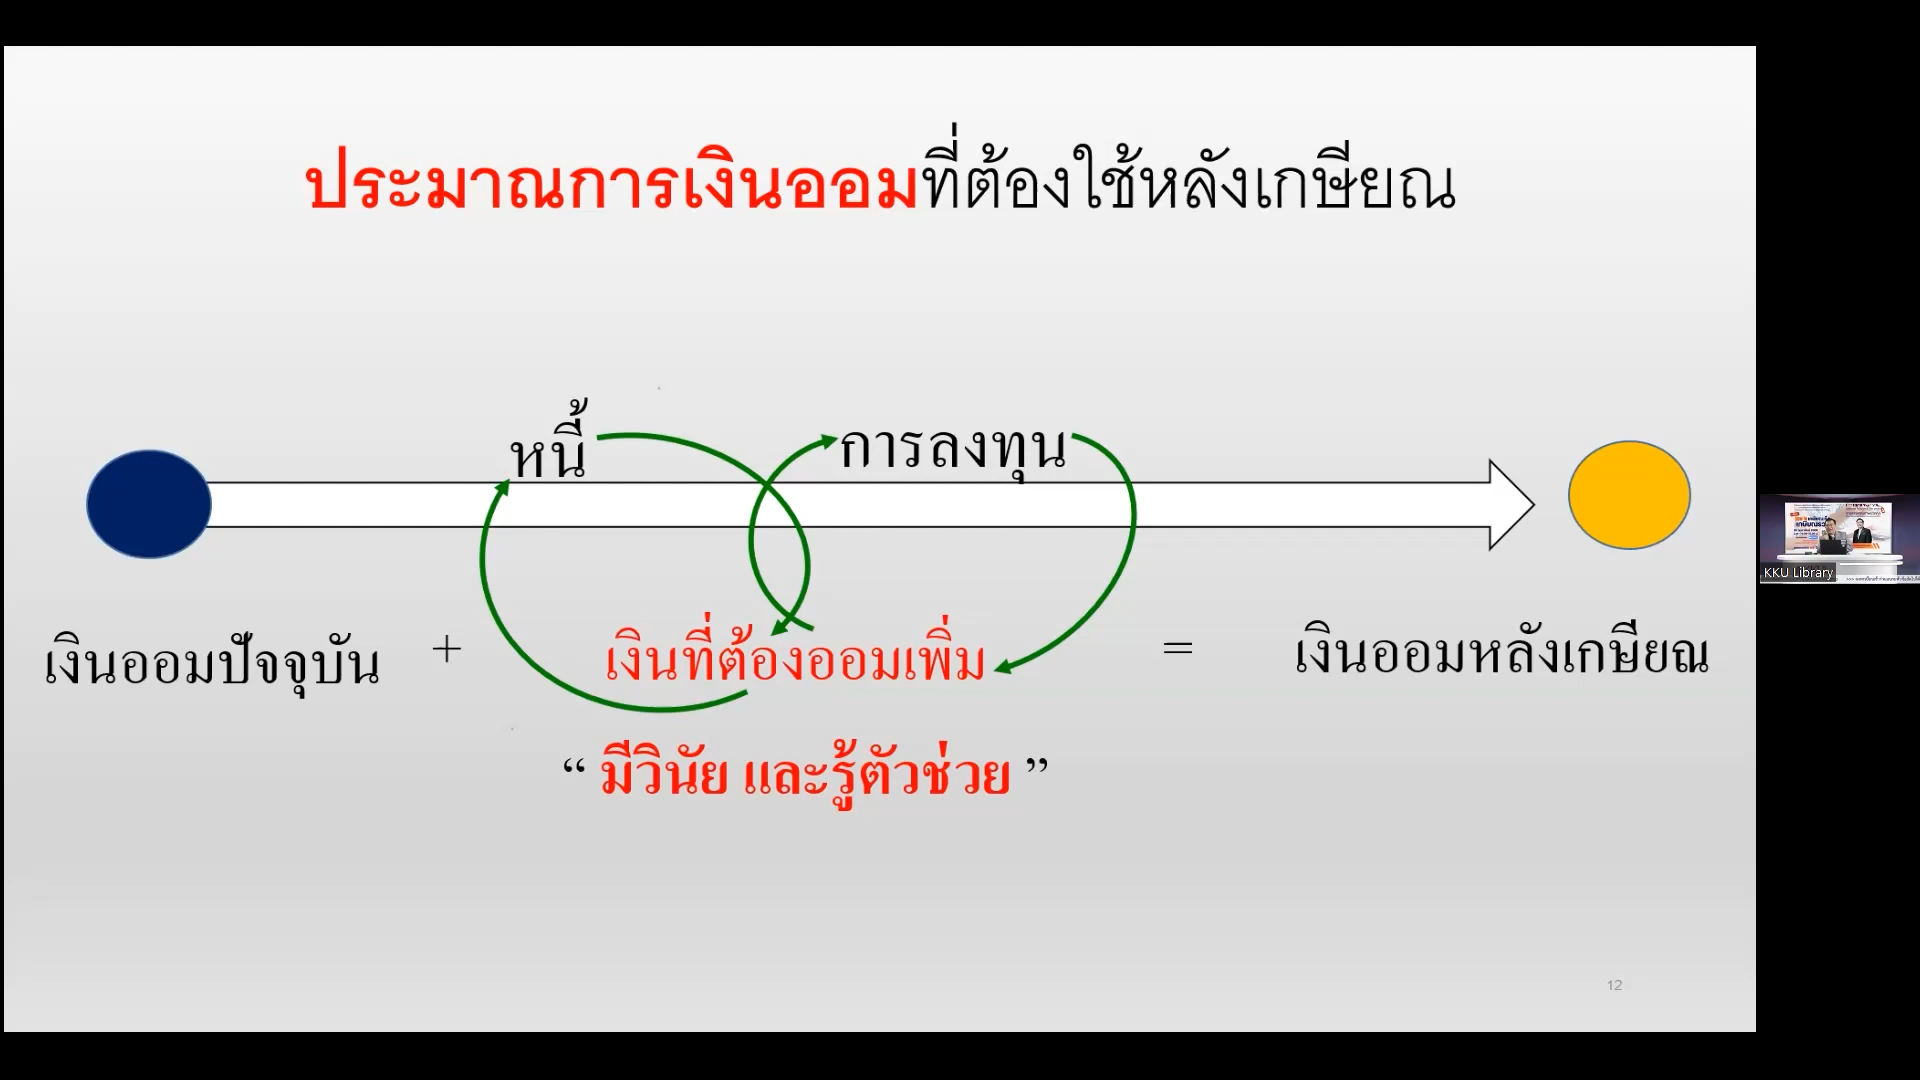 ประมาณการเงินออมที่ต้องใช้หลังเกษียณ
หนี้
การลงทุน
เงินออมปัจจุบัน + เงินที่ต้องออมเพิ่ม = เงินออมหลังเกษียณ
“ มีวินัย และรู้ตัวช่วย ”
12
KKU Library